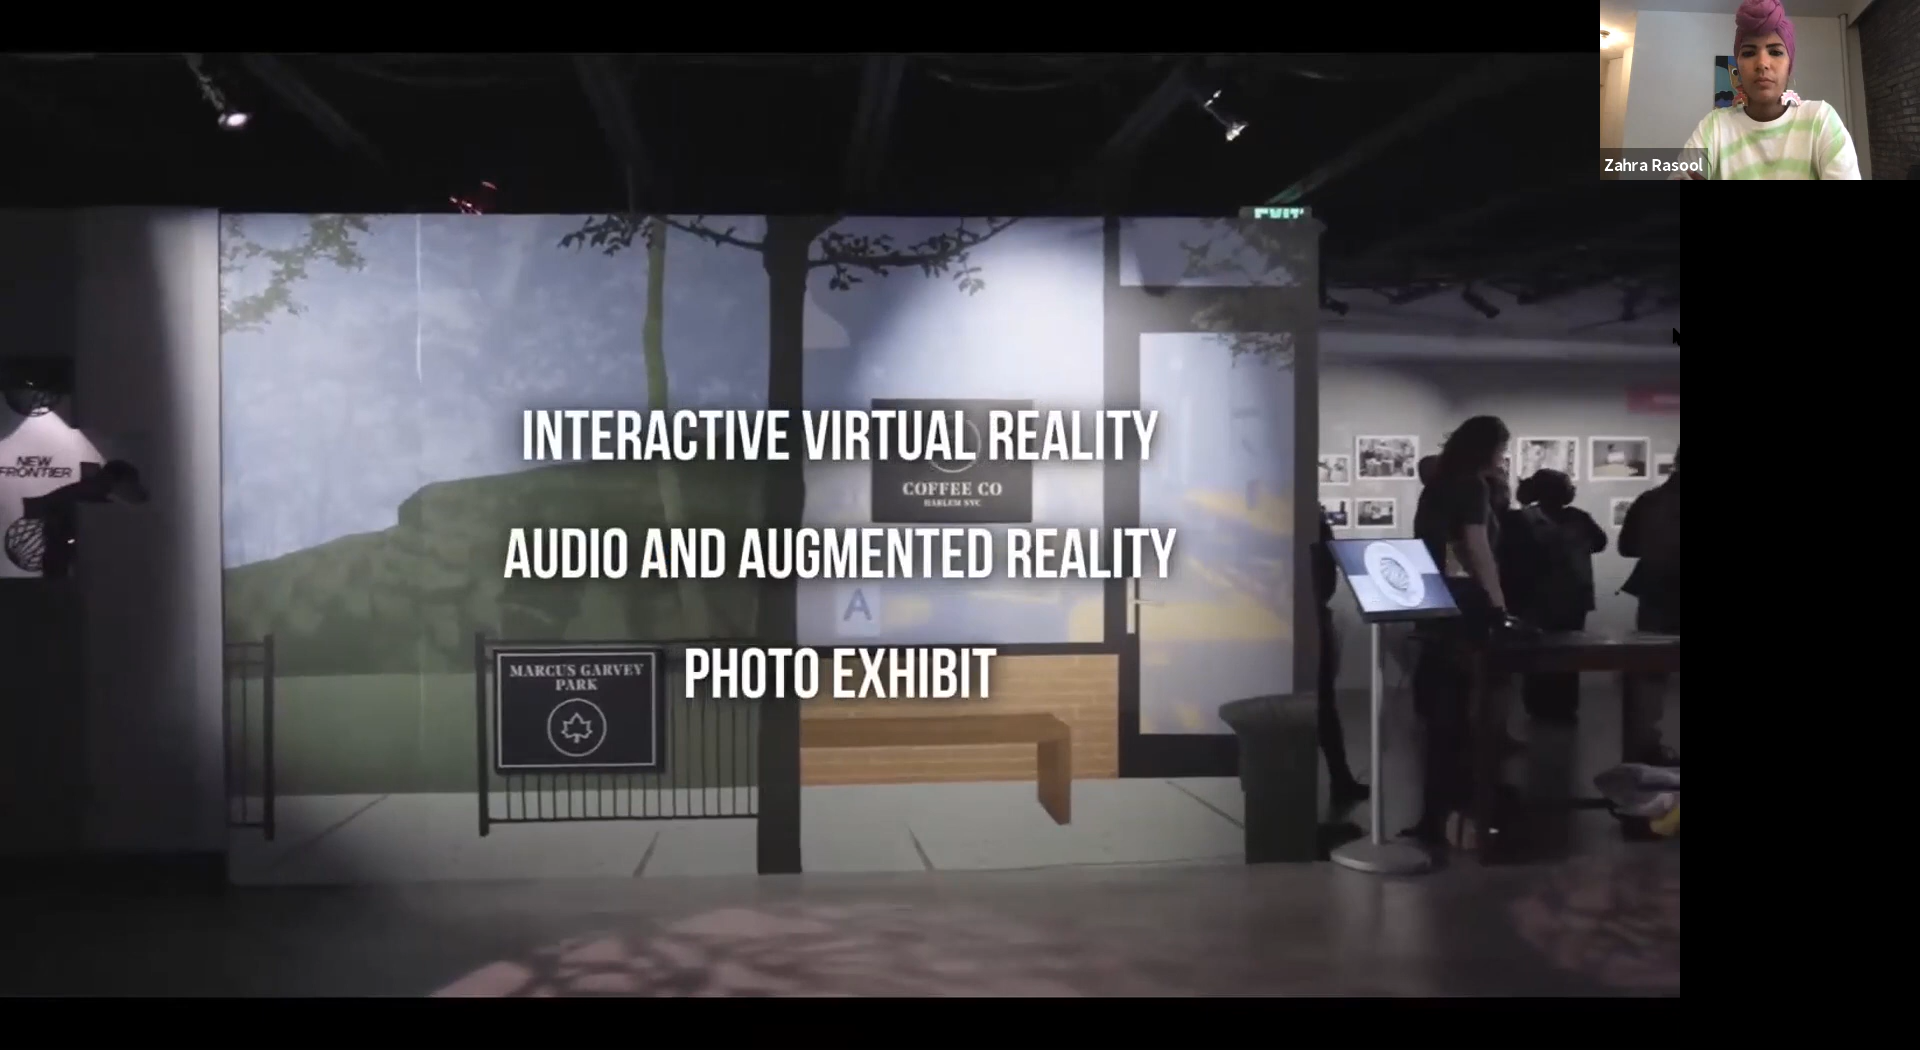 Zahra Rasool
EXIT
INTERACTIVE VIRTUAL REALITY
NEW
FRONTIER
COFFEE CO
HARLEM NYC
AUDIO AND AUGMENTED REALITY
A
MARCUS GARVEY
PARK
PHOTO EXHIBIT